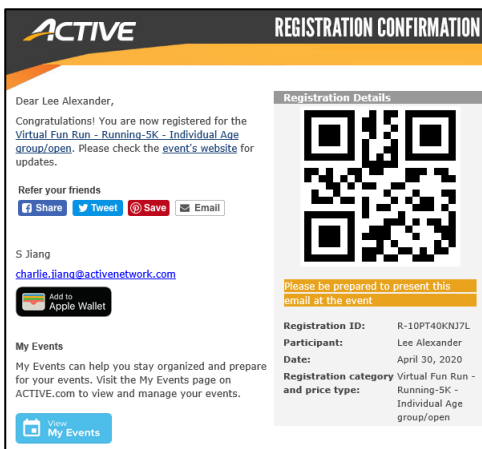 ACTIVE
REGISTRATION CONFIRMATION
Dear Lee Alexander,
Congratulations! You are now registered for the
Virtual Fun Run - Running-5K - Individual Age
group/open. Please check the event's website for
updates.
Refer your friends
Share
Tweet
Save
Email
S Jiang
charlie.jiang@activenetwork.com
Add to
Apple Wallet
My Events
My Events can help you stay organized and prepare
for your events. Visit the My Events page on
ACTIVE.com to view and manage your events.
View
My Events
Registration Details
Please be prepared to present this
email at the event
Registration ID: R-10PT40KNJ7L
Participant: Lee Alexander
Date: April 30, 2020
Registration category Virtual Fun Run -
and price type: Running-5K -
Individual Age
group/open